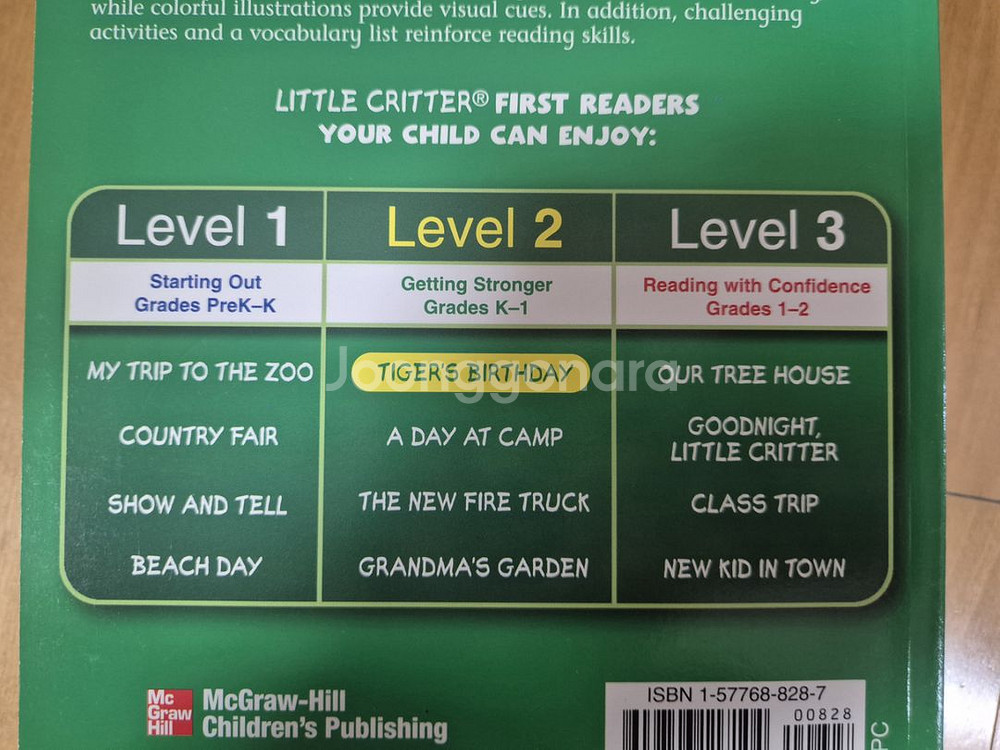 while colorful illustrations provide visual cues. In addition, challenging
activities and a vocabulary list reinforce reading skills.
LITTLE CRITTER® FIRST READERS
YOUR CHILD CAN ENJOY:
Level 1
Starting Out
Grades PreK–K
MY TRIP TO THE ZOO
COUNTRY FAIR
SHOW AND TELL
BEACH DAY
Level 2
Getting Stronger
Grades K–1
TIGER'S BIRTHDAY
A DAY AT CAMP
THE NEW FIRE TRUCK
GRANDMA'S GARDEN
Level 3
Reading with Confidence
Grades 1–2
OUR TREE HOUSE
GOODNIGHT,
LITTLE CRITTER
CLASS TRIP
NEW KID IN TOWN
Joonggonara
Mc
Graw
Hill
McGraw-Hill
Children's Publishing
ISBN 1-57768-828-7
00828
PC